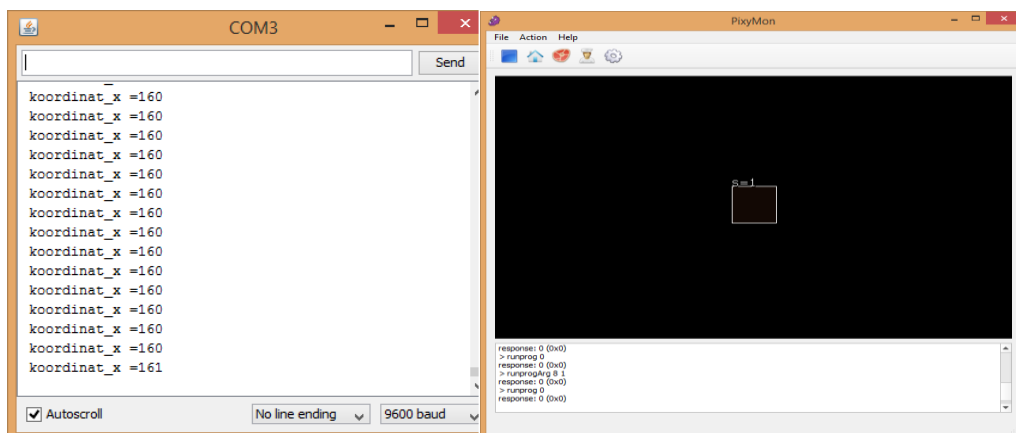 COM3
Send
koordinat_x =160
koordinat_x =160
koordinat_x =160
koordinat_x =160
koordinat_x =160
koordinat_x =160
koordinat_x =160
koordinat_x =160
koordinat_x =160
koordinat_x =160
koordinat_x =160
koordinat_x =160
koordinat_x =160
koordinat_x =160
koordinat_x =161
Autoscroll
No line ending
9600 baud
PixyMon
File Action Help
s=1
response: 0 (0x0)
> runprog 0
response: 0 (0x0)
> runprogArg 8 1
response: 0 (0x0)
> runprog 0
response: 0 (0x0)